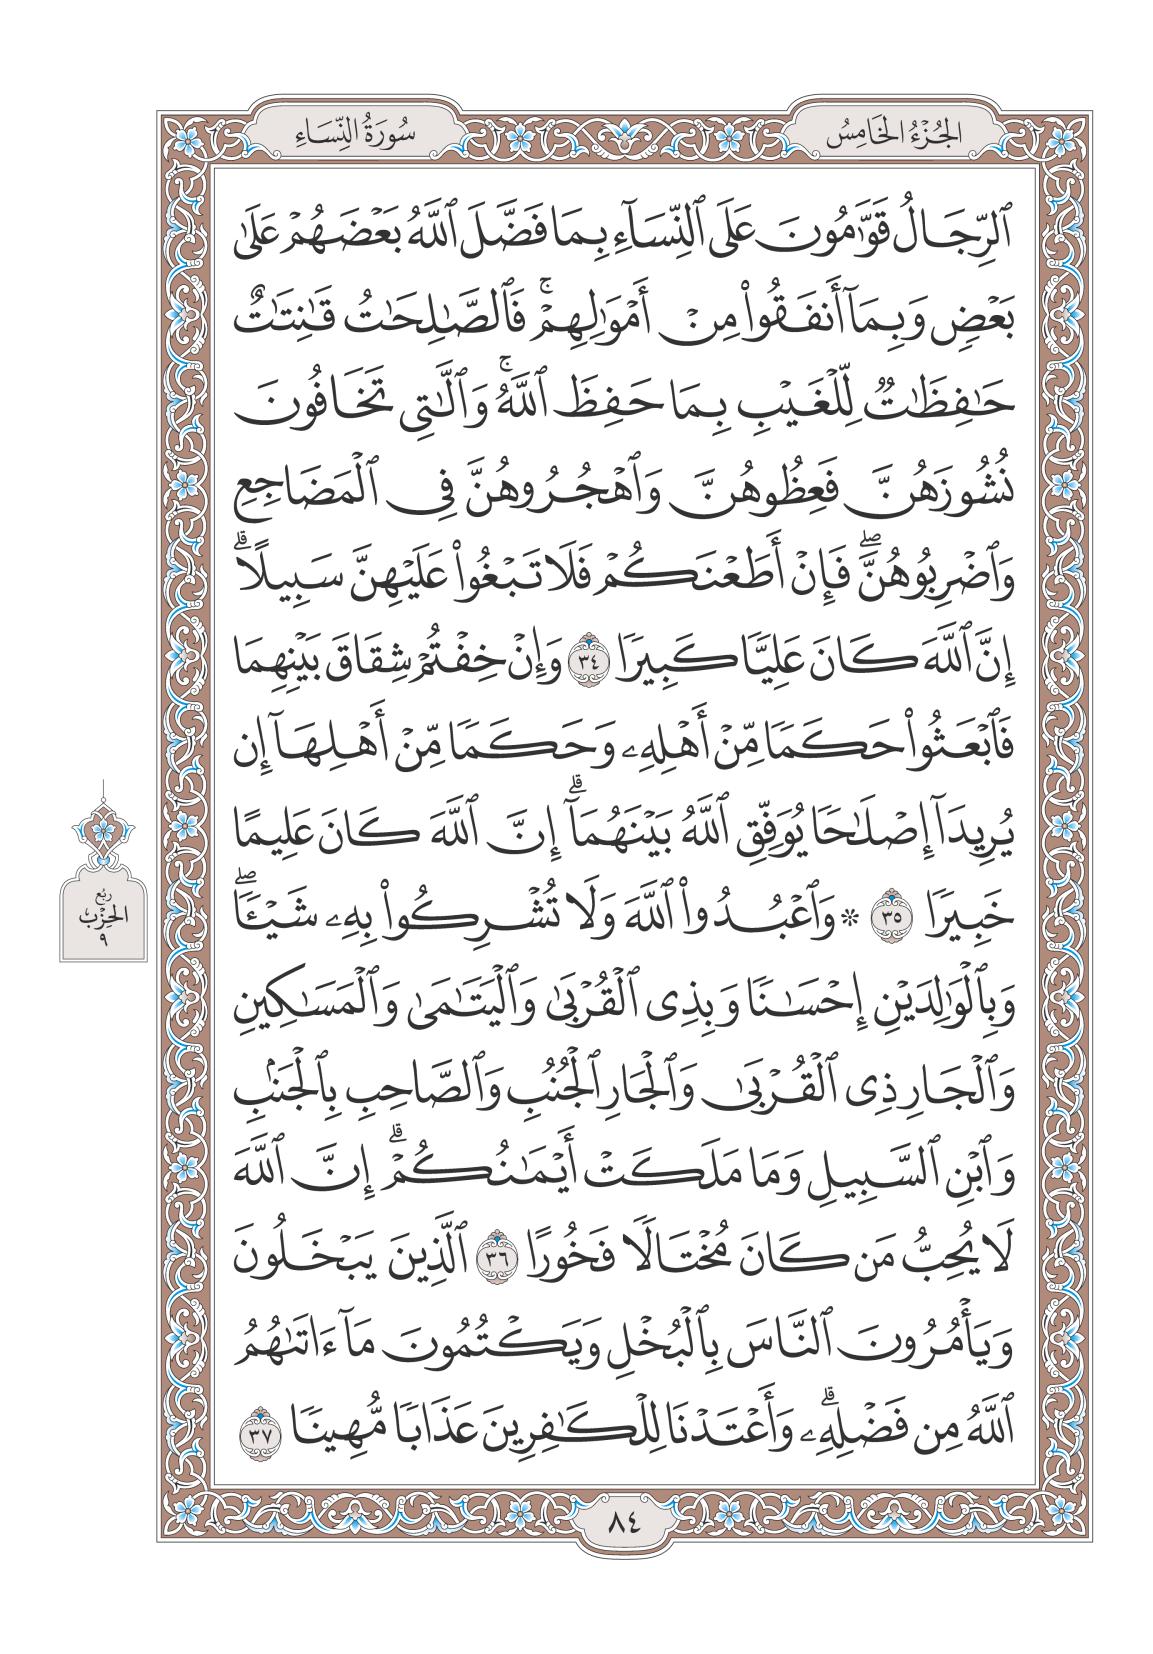 الجُزْءُ الخَامِسُ
سُورَةُ النِّسَاءِ
ٱلرِّجَالُ قَوَّٰمُونَ عَلَى ٱلنِّسَآءِ بِمَا فَضَّلَ ٱللَّهُ بَعْضَهُمْ عَلَىٰ
بَعْضٖ وَبِمَآ أَنفَقُواْ مِنْ أَمْوَٰلِهِمْۚ فَٱلصَّٰلِحَٰتُ قَٰنِتَٰتٌ
حَٰفِظَٰتٞ لِّلْغَيْبِ بِمَا حَفِظَ ٱللَّهُۚ وَٱلَّٰتِي تَخَافُونَ
نُشُوزَهُنَّ فَعِظُوهُنَّ وَٱهْجُرُوهُنَّ فِي ٱلْمَضَاجِعِ
وَٱضْرِبُوهُنَّۖ فَإِنْ أَطَعْنَكُمْ فَلَا تَبْغُواْ عَلَيْهِنَّ سَبِيلًاۗ
إِنَّ ٱللَّهَ كَانَ عَلِيّٗا كَبِيرٗا ٣٤ وَإِنْ خِفْتُمْ شِقَاقَ بَيْنِهِمَا
فَٱبْعَثُواْ حَكَمٗا مِّنْ أَهْلِهِۦ وَحَكَمٗا مِّنْ أَهْلِهَآ إِن
يُرِيدَآ إِصْلَٰحٗا يُوَفِّقِ ٱللَّهُ بَيْنَهُمَآۗ إِنَّ ٱللَّهَ كَانَ عَلِيمًا
خَبِيرٗا ٣٥ ۞ وَٱعْبُدُواْ ٱللَّهَ وَلَا تُشْرِكُواْ بِهِۦ شَيْـٔٗاۖ
وَبِٱلْوَٰلِدَيْنِ إِحْسَٰنٗا وَبِذِي ٱلْقُرْبَىٰ وَٱلْيَتَٰمَىٰ وَٱلْمَسَٰكِينِ
وَٱلْجَارِ ذِي ٱلْقُرْبَىٰ وَٱلْجَارِ ٱلْجُنُبِ وَٱلصَّاحِبِ بِٱلْجَنۢبِ
وَٱبْنِ ٱلسَّبِيلِ وَمَا مَلَكَتْ أَيْمَٰنُكُمْۗ إِنَّ ٱللَّهَ
لَا يُحِبُّ مَن كَانَ مُخْتَالٗا فَخُورًا ٣٦ ٱلَّذِينَ يَبْخَلُونَ
وَيَأْمُرُونَ ٱلنَّاسَ بِٱلْبُخْلِ وَيَكْتُمُونَ مَآ ءَاتَىٰهُمُ
ٱللَّهُ مِن فَضْلِهِۦۗ وَأَعْتَدْنَا لِلْكَٰفِرِينَ عَذَابٗا مُّهِينٗا ٣٧
ربع
الحِزْب
٩
٨٤